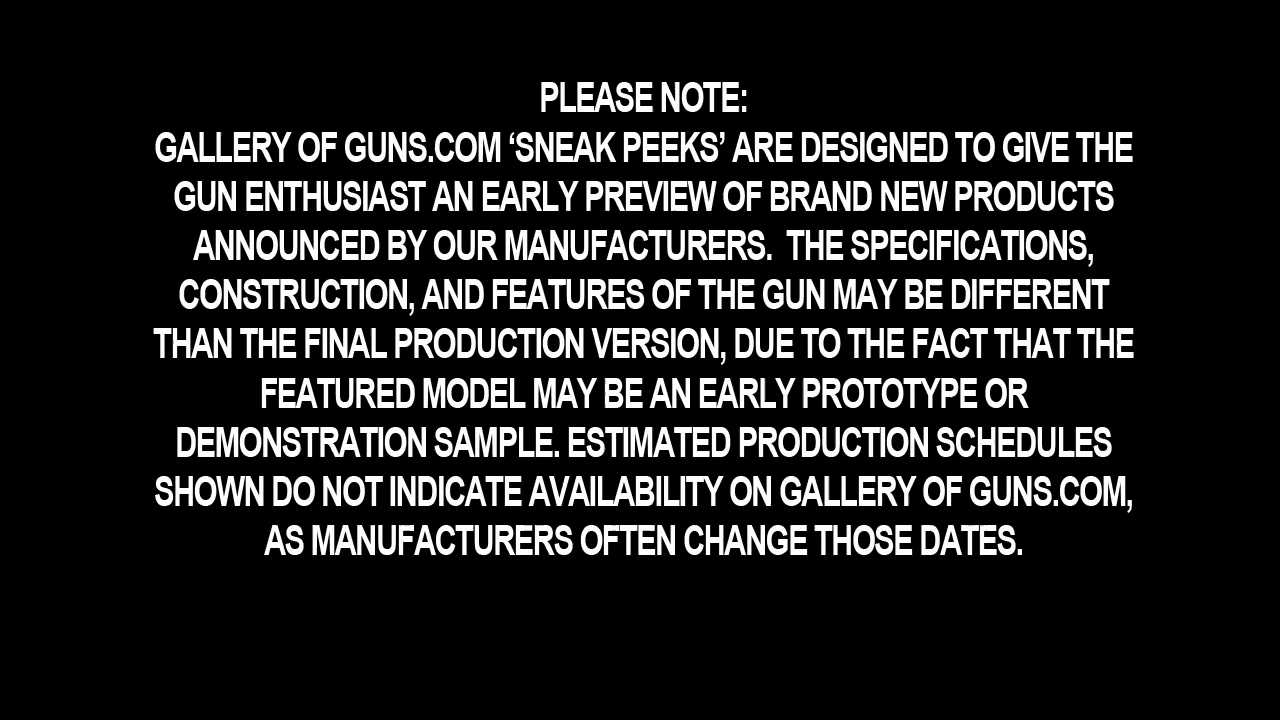 PLEASE NOTE:
GALLERY OF GUNS.COM ‘SNEAK PEEKS’ ARE DESIGNED TO GIVE THE
GUN ENTHUSIAST AN EARLY PREVIEW OF BRAND NEW PRODUCTS
ANNOUNCED BY OUR MANUFACTURERS.  THE SPECIFICATIONS,
CONSTRUCTION, AND FEATURES OF THE GUN MAY BE DIFFERENT
THAN THE FINAL PRODUCTION VERSION, DUE TO THE FACT THAT THE
FEATURED MODEL MAY BE AN EARLY PROTOTYPE OR
DEMONSTRATION SAMPLE. ESTIMATED PRODUCTION SCHEDULES
SHOWN DO NOT INDICATE AVAILABILITY ON GALLERY OF GUNS.COM,
AS MANUFACTURERS OFTEN CHANGE THOSE DATES.